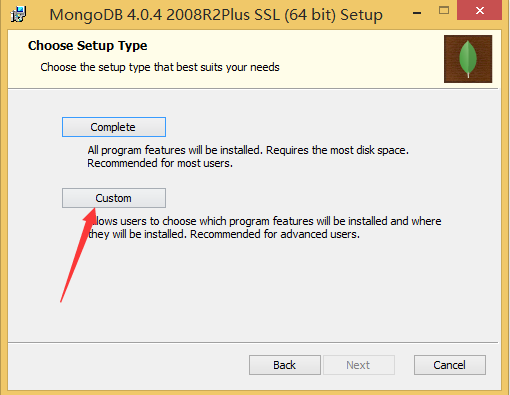 MongoDB 4.0.4 2008R2Plus SSL (64 bit) Setup
Choose Setup Type
Choose the setup type that best suits your needs
Complete
All program features will be installed. Requires the most disk space.
Recommended for most users.
Custom
llows users to choose which program features will be installed and where
they will be installed. Recommended for advanced users.
Back
Next
Cancel